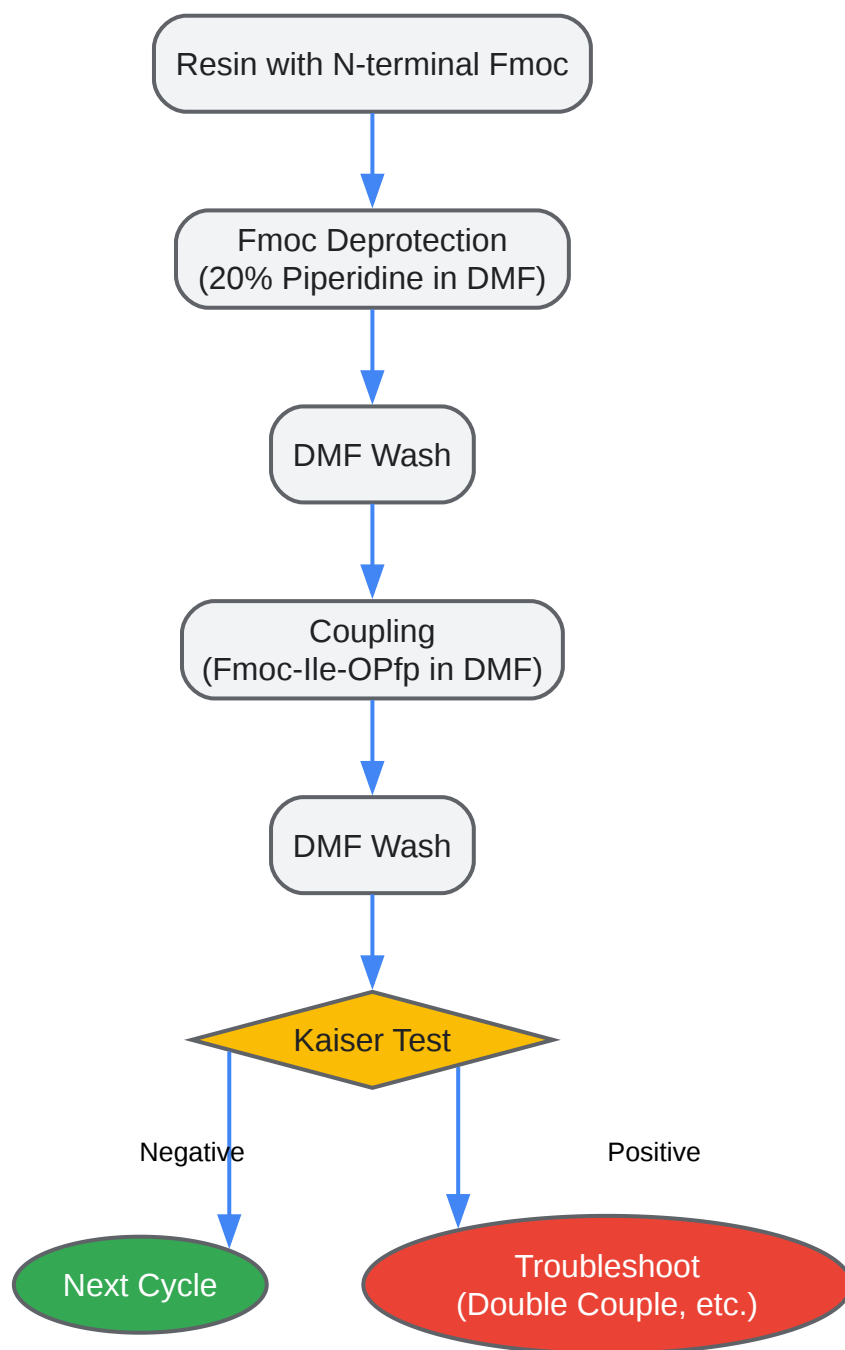 Resin with N-terminal Fmoc
Fmoc Deprotection
(20% Piperidine in DMF)
DMF Wash
Coupling
(Fmoc-Ile-OPfp in DMF)
DMF Wash
Kaiser Test
Negative
Positive
Next Cycle
Troubleshoot
(Double Couple, etc.)